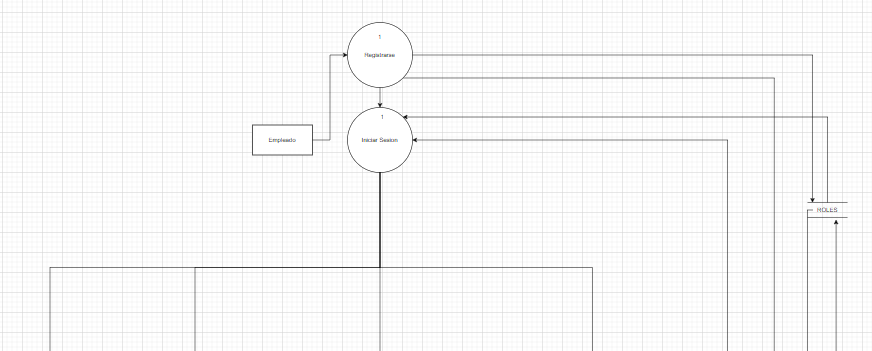 1
Registrarse
1
Empleado
Iniciar Sesion
ROLES